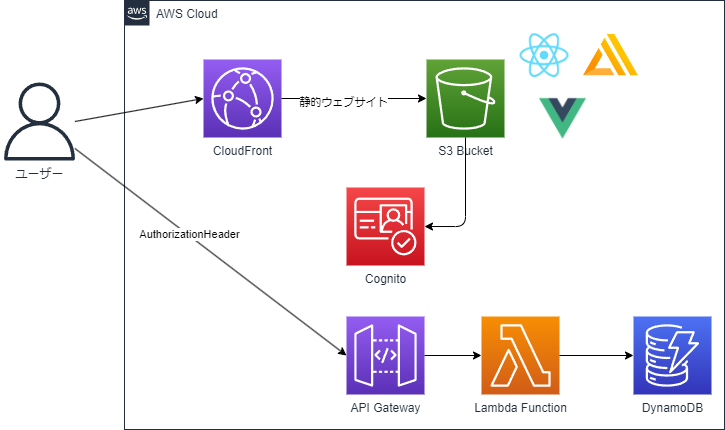 aws
AWS Cloud
CloudFront
静的ウェブサイト
S3 Bucket
ユーザー
AuthorizationHeader
Cognito
</>
API Gateway
Lambda Function
DynamoDB